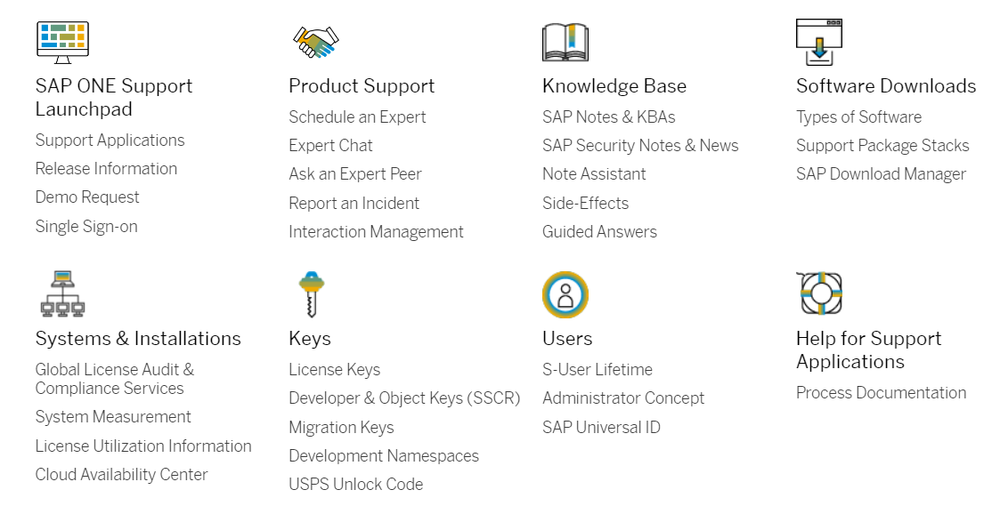 SAP ONE Support
Launchpad
Support Applications
Release Information
Demo Request
Single Sign-on
Product Support
Schedule an Expert
Expert Chat
Ask an Expert Peer
Report an Incident
Interaction Management
Knowledge Base
SAP Notes & KBAs
SAP Security Notes & News
Note Assistant
Side-Effects
Guided Answers
Software Downloads
Types of Software
Support Package Stacks
SAP Download Manager
Systems & Installations
Global License Audit &
Compliance Services
System Measurement
License Utilization Information
Cloud Availability Center
Keys
License Keys
Developer & Object Keys (SSCR)
Migration Keys
Development Namespaces
USPS Unlock Code
Users
S-User Lifetime
Administrator Concept
SAP Universal ID
Help for Support
Applications
Process Documentation